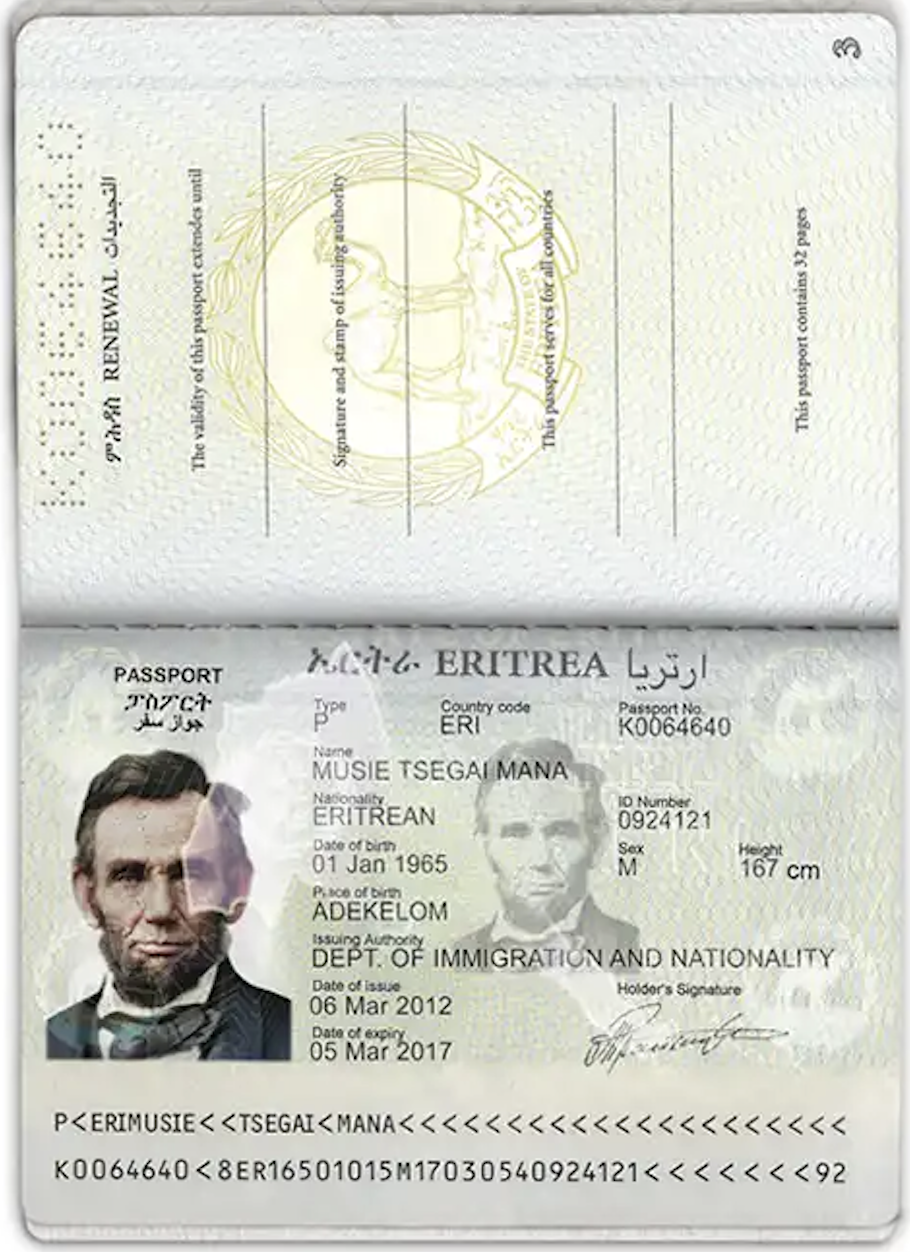 3
K0064640
ምእዳስ RENEWAL التجديدات
The validity of this passport extendes until
Signature and stamp of issuing authority
This passport serves for all countries
This passport contains 32 pages
PASSPORT
ፓስፖርት
جواز سفر
ኤርትራ ERITREA ارتريا
Type Country code Passport No.
P ERI K0064640
Name
MUSIE TSEGAI MANA
Nationality ID Number
ERITREAN 0924121
Date of birth Sex Height
01 Jan 1965 M 167 cm
Place of birth
ADEKELOM
Issuing Authority
DEPT. OF IMMIGRATION AND NATIONALITY
Date of issue Holder's Signature
06 Mar 2012
Date of expiry
05 Mar 2017
P<ERIMUSIE<<TSEGAI<MANA<<<<<<<<<<<<<<<<<<<<<
K0064640<8ER16501015M17030540924121<<<<<<<92